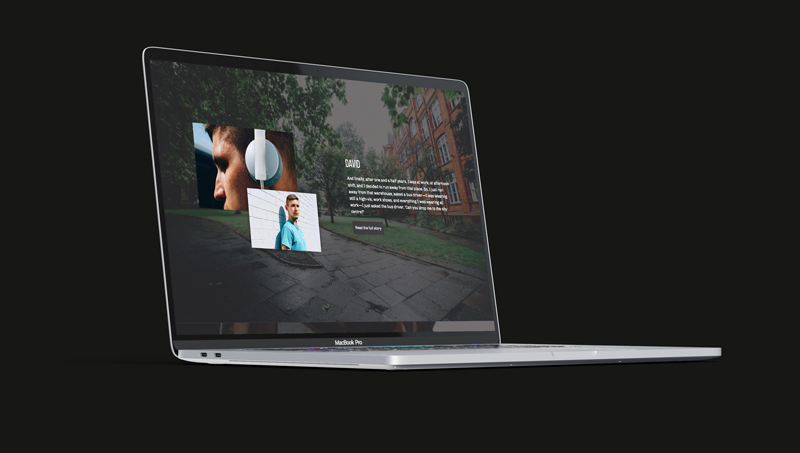 DAVID
And finally, after one and a half years, I was at work, at afternoon
shift, and I decided to run away from that place. So, I just ran
away from that warehouse, asked a bus driver—I was wearing
still a high-vis, work shoes, and everything I was wearing at
work—I just asked the bus driver, 'Can you drop me to the city
centre?'
Read the full story
MacBook Pro